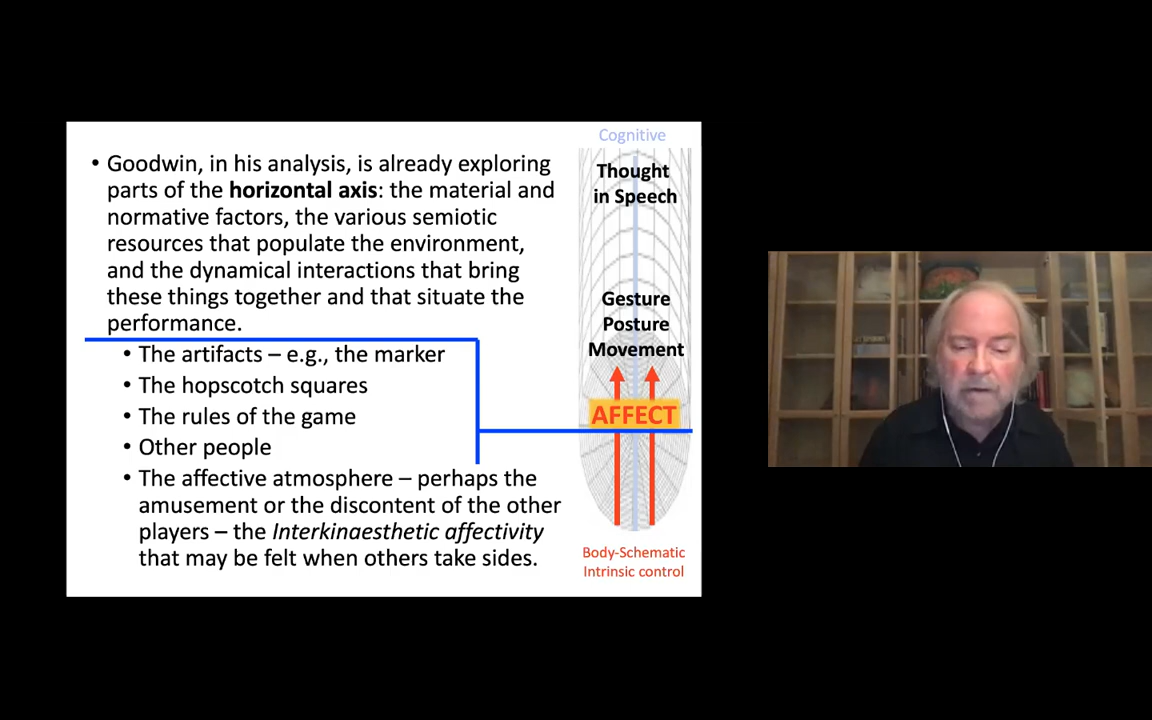 • Goodwin, in his analysis, is already exploring
parts of the horizontal axis: the material and
normative factors, the various semiotic
resources that populate the environment,
and the dynamical interactions that bring
these things together and that situate the
performance.
• The artifacts – e.g., the marker
• The hopscotch squares
• The rules of the game
• Other people
• The affective atmosphere – perhaps the
amusement or the discontent of the other
players – the Interkinaesthetic affectivity
that may be felt when others take sides.
Cognitive
Thought
in Speech
Gesture
Posture
Movement
AFFECT
Body-Schematic
Intrinsic control